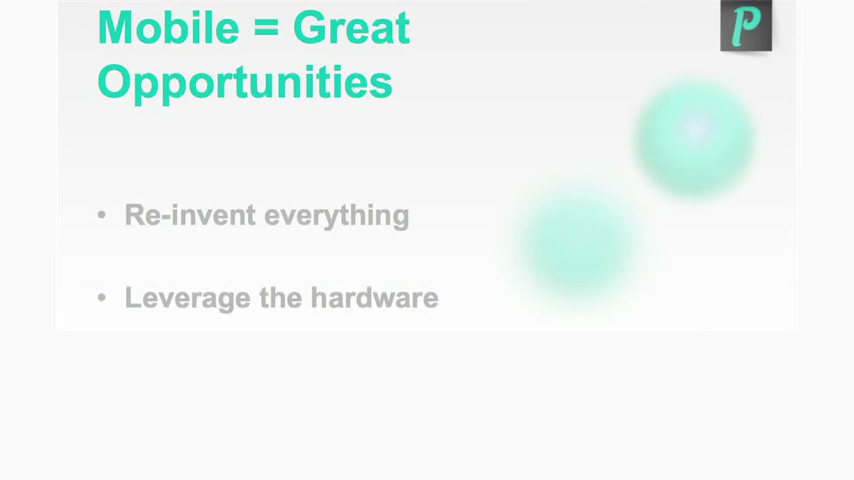 Mobile = Great
Opportunities
P
• Re-invent everything
• Leverage the hardware